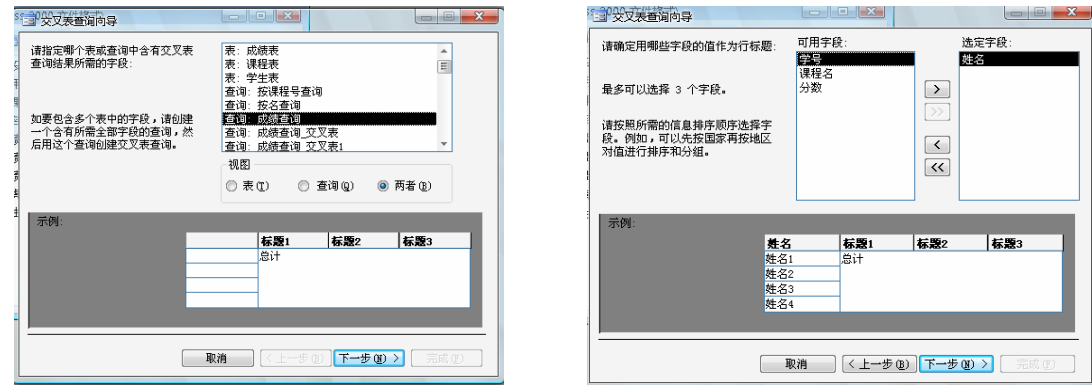 交叉表查询向导
请指定哪个表或查询中含有交叉表
查询结果所需的字段:
如要包含多个表中的字段，请创建
一个含有所需全部字段的查询，然
后用这个查询创建交叉表查询。
表: 成绩表
表: 课程表
表: 学生表
查询: 按课程号查询
查询: 按名查询
查询: 成绩查询
查询: 成绩查询_交叉表
查询: 成绩查询_交叉表1
视图
表(T) 查询(Q) 两者(B)
示例:
标题1 标题2 标题3
总计
取消 <上一步(B) 下一步(N) > 完成(F)
交叉表查询向导
请确定用哪些字段的值作为行标题:
最多可以选择 3 个字段。
请按照所需的信息排序顺序选择字
段。例如，可以先按国家再按地区
对值进行排序和分组。
可用字段:
学号
课程名
分数
>
>>
<
<<
选定字段:
姓名
示例:
姓名 标题1 标题2 标题3
姓名1 总计
姓名2
姓名3
姓名4
取消 <上一步(B) 下一步(N) > 完成(F)